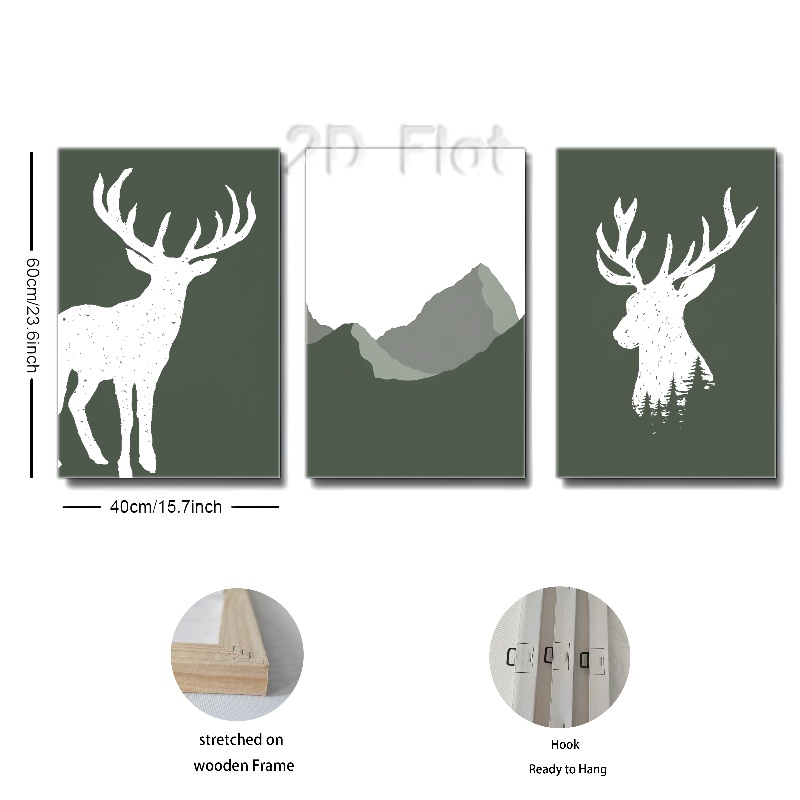 2D Flat
60cm/23.6inch
40cm/15.7inch
stretched on
wooden Frame
Hook
Ready to Hang